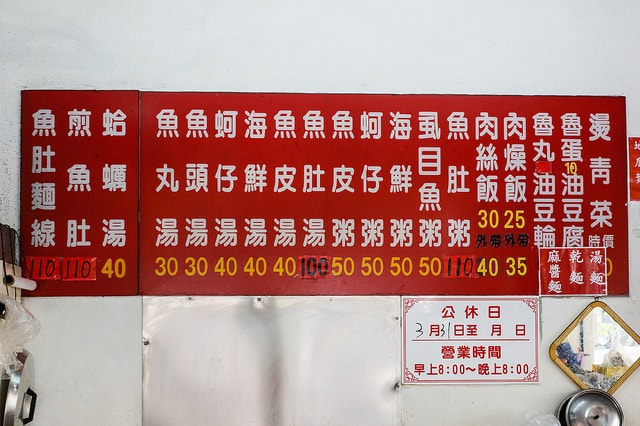 魚肚麵線 110
煎魚肚 110
蛤蠣湯 40
魚丸湯 30
魚頭湯 30
蚵仔湯 40
海鮮湯 40
魚皮湯 40
魚肚湯 100
魚皮粥 50
蚵仔粥 50
海鮮粥 50
虱目魚粥 50
魚肚粥 110
肉絲飯 30 外帶 40
肉燥飯 25 外帶 35
魯丸油豆輪
魯蛋油豆腐 10
燙青菜 時價
麻醬麵
乾麵
湯麵
公休日
3月31日至 月 日
營業時間
早上8:00~晚上8:00